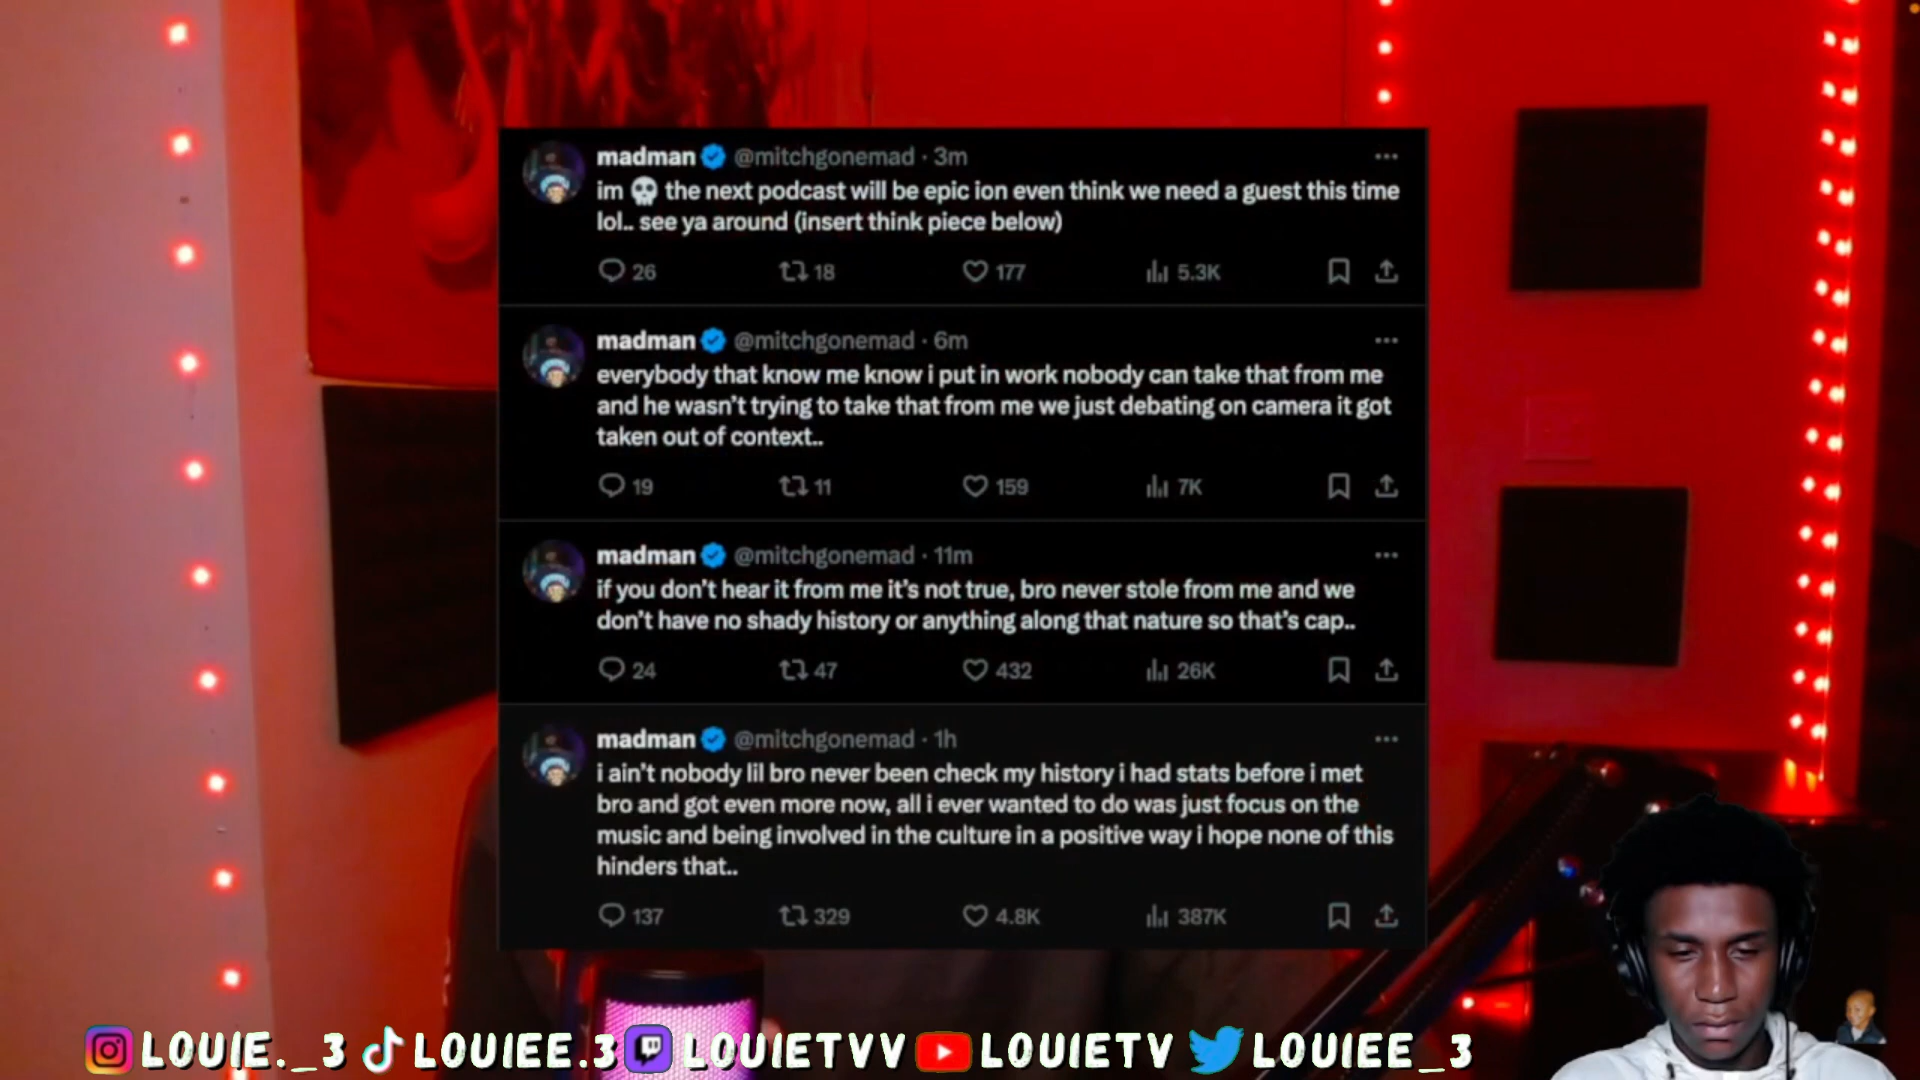 madman @mitchgonemad · 3m
im 💀 the next podcast will be epic ion even think we need a guest this time
lol.. see ya around (insert think piece below)
26 18 177 5.3K
madman @mitchgonemad · 6m
everybody that know me know i put in work nobody can take that from me
and he wasn't trying to take that from me we just debating on camera it got
taken out of context..
19 11 159 7K
madman @mitchgonemad · 11m
if you don't hear it from me it's not true, bro never stole from me and we
don't have no shady history or anything along that nature so that's cap..
24 47 432 26K
madman @mitchgonemad · 1h
i ain't nobody lil bro never been check my history i had stats before i met
bro and got even more now, all i ever wanted to do was just focus on the
music and being involved in the culture in a positive way i hope none of this
hinders that..
137 329 4.8K 387K
LOUIE._3 LOUIEE.3 LOUIETVV LOUIETV LOUIEE_3